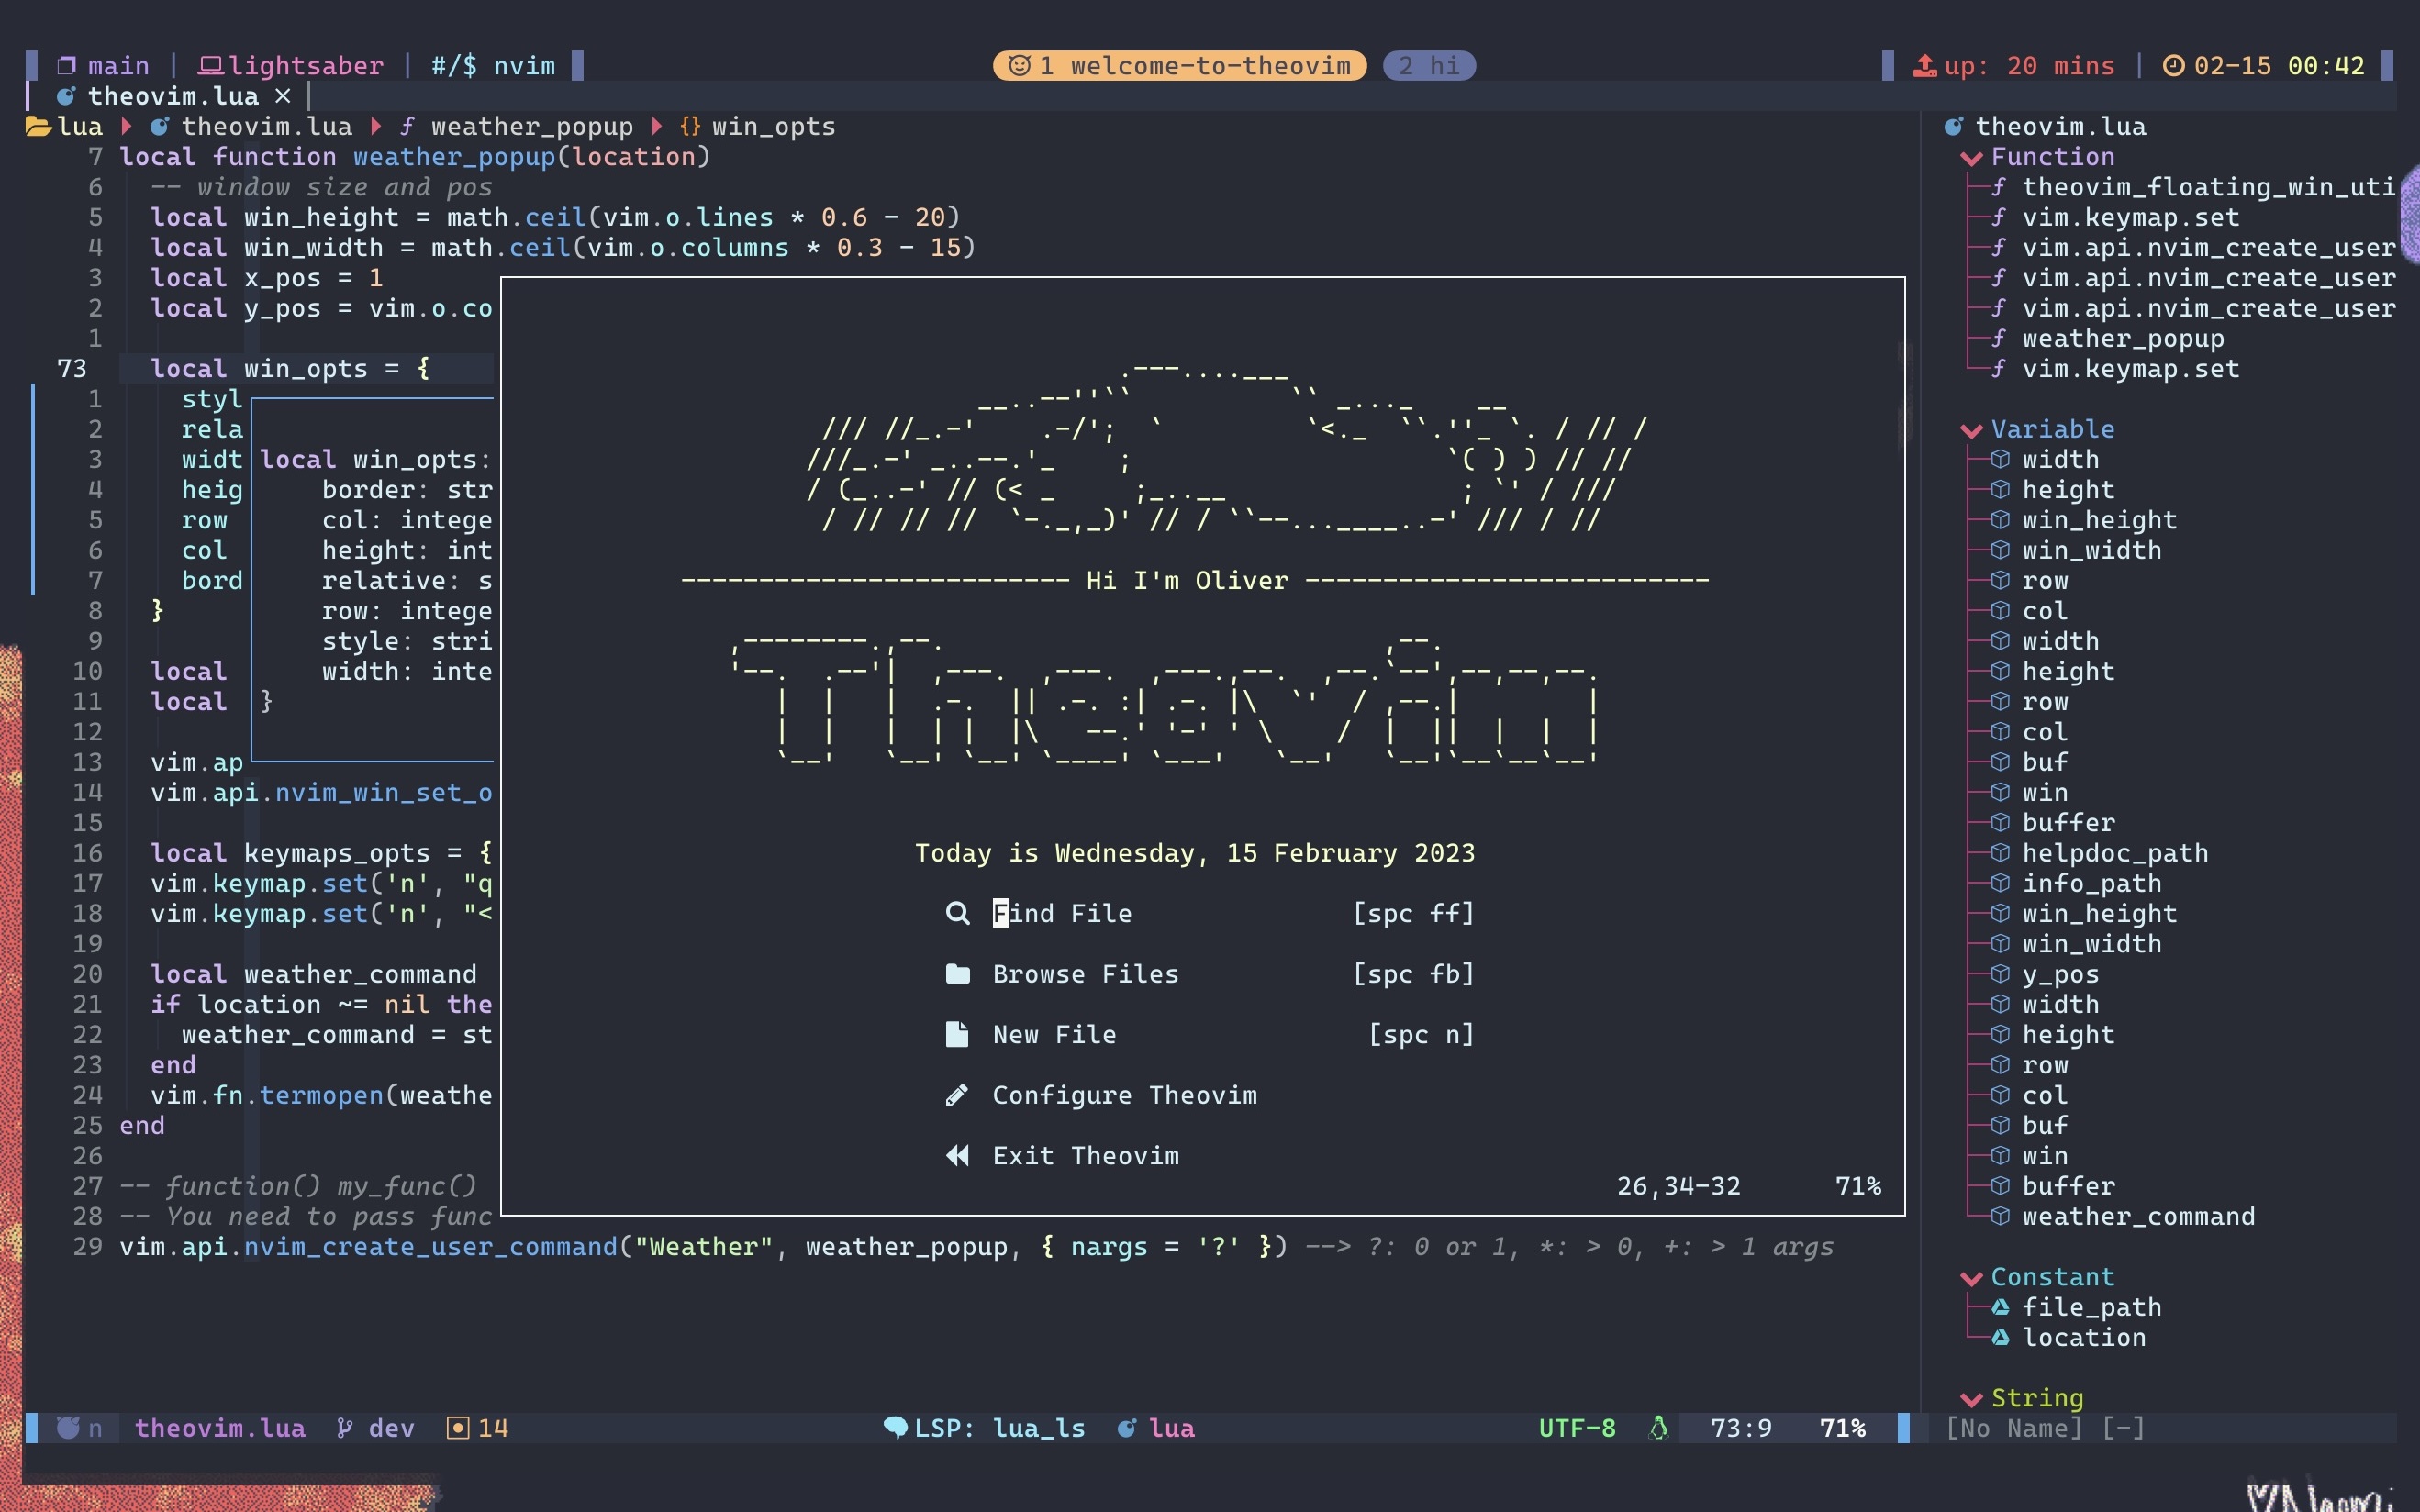 main | lightsaber | #/$ nvim
1 welcome-to-theovim
2 hi
up: 20 mins | 02-15 00:42
theovim.lua ×
lua theovim.lua ƒ weather_popup {} win_opts
7 local function weather_popup(location)
6 -- window size and pos
5 local win_height = math.ceil(vim.o.lines * 0.6 - 20)
4 local win_width = math.ceil(vim.o.columns * 0.3 - 15)
3 local x_pos = 1
2 local y_pos = vim.o.co
1
73 local win_opts = {
1 styl
2 rela
3 widt
4 heig
5 row
6 col
7 bord
8 }
9
10 local
11 local
12
13 vim.ap
14 vim.api.nvim_win_set_o
15
16 local keymaps_opts = {
17 vim.keymap.set('n', "q
18 vim.keymap.set('n', "<
19
20 local weather_command
21 if location ~= nil the
22 weather_command = st
23 end
24 vim.fn.termopen(weathe
25 end
26
27 -- function() my_func()
28 -- You need to pass func
29 vim.api.nvim_create_user_command("Weather", weather_popup, { nargs = '?' }) --> ?: 0 or 1, *: > 0, +: > 1 args
local win_opts:
border: str
col: intege
height: int
relative: s
row: intege
style: stri
width: inte
}
Hi I'm Oliver
Theovim
Today is Wednesday, 15 February 2023
Find File [spc ff]
Browse Files [spc fb]
New File [spc n]
Configure Theovim
Exit Theovim
26,34-32 71%
theovim.lua
Function
ƒ theovim_floating_win_uti
ƒ vim.keymap.set
ƒ vim.api.nvim_create_user
ƒ vim.api.nvim_create_user
ƒ vim.api.nvim_create_user
ƒ weather_popup
ƒ vim.keymap.set
Variable
width
height
win_height
win_width
row
col
width
height
row
col
buf
win
buffer
helpdoc_path
info_path
win_height
win_width
y_pos
width
height
row
col
buf
win
buffer
weather_command
Constant
file_path
location
String
n theovim.lua dev 14
LSP: lua_ls lua
UTF-8 73:9 71%
[No Name] [-]